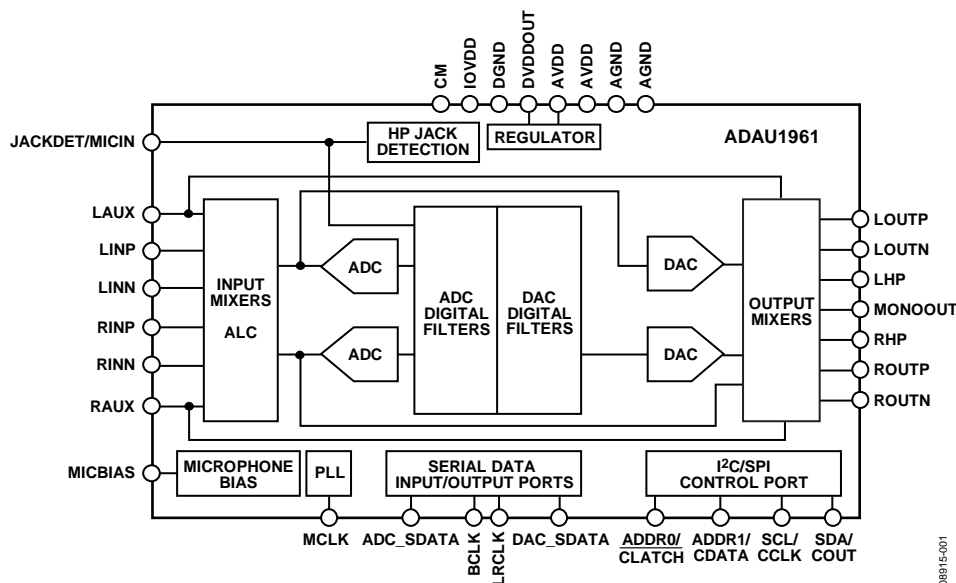 CM
IOVDD
DGND
DVDDOUT
AVDD
AVDD
AGND
AGND
JACKDET/MICIN
HP JACK
DETECTION
REGULATOR
ADAU1961
LAUX
LINP
LINN
RINP
RINN
RAUX
INPUT
MIXERS
ALC
ADC
ADC
ADC
DIGITAL
FILTERS
DAC
DIGITAL
FILTERS
DAC
DAC
OUTPUT
MIXERS
LOUTP
LOUTN
LHP
MONOOUT
RHP
ROUTP
ROUTN
MICBIAS
MICROPHONE
BIAS
PLL
SERIAL DATA
INPUT/OUTPUT PORTS
I²C/SPI
CONTROL PORT
MCLK
ADC_SDATA
BCLK
LRCLK
DAC_SDATA
ADDR0/
CLATCH
ADDR1/
CDATA
SCL/
CCLK
SDA/
COUT
08915-001